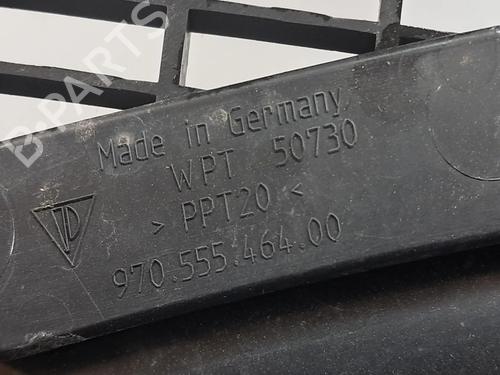 B-PARTS
Made in Germany
WPT 50730
> PPT20 <
970.555.464.00